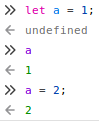 » let a = 1;
← undefined
» a
← 1
» a = 2;
← 2